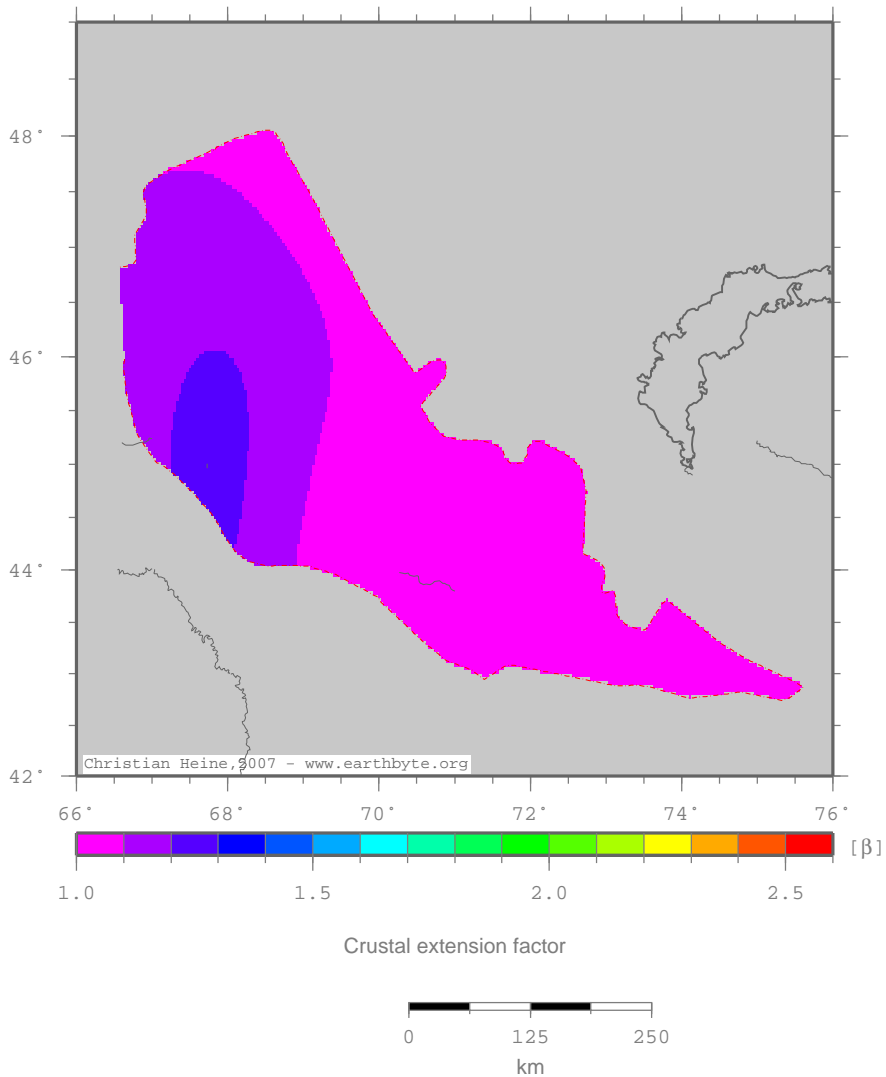 48°
46°
44°
42°
Christian Heine,2007 - www.earthbyte.org
66° 68° 70° 72° 74° 76°
[β]
1.0 1.5 2.0 2.5
Crustal extension factor
0 125 250
km